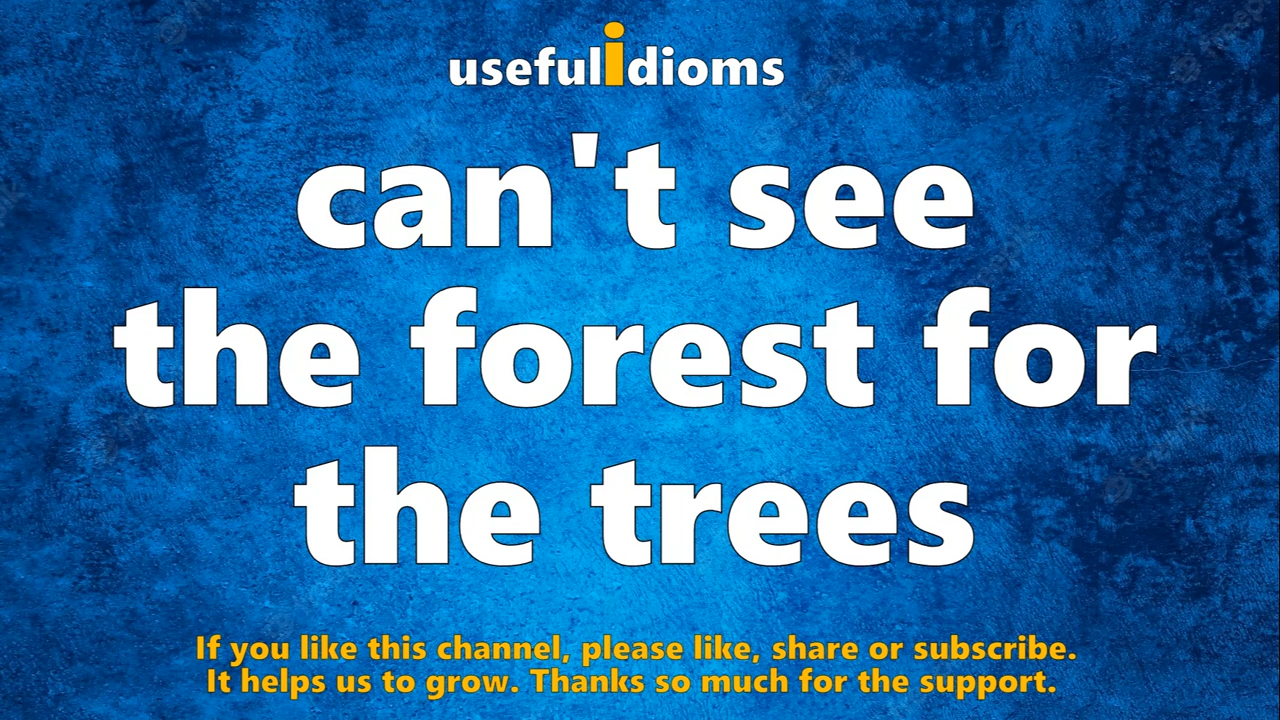 usefulidioms
can't see
the forest for
the trees
If you like this channel, please like, share or subscribe.
It helps us to grow. Thanks so much for the support.